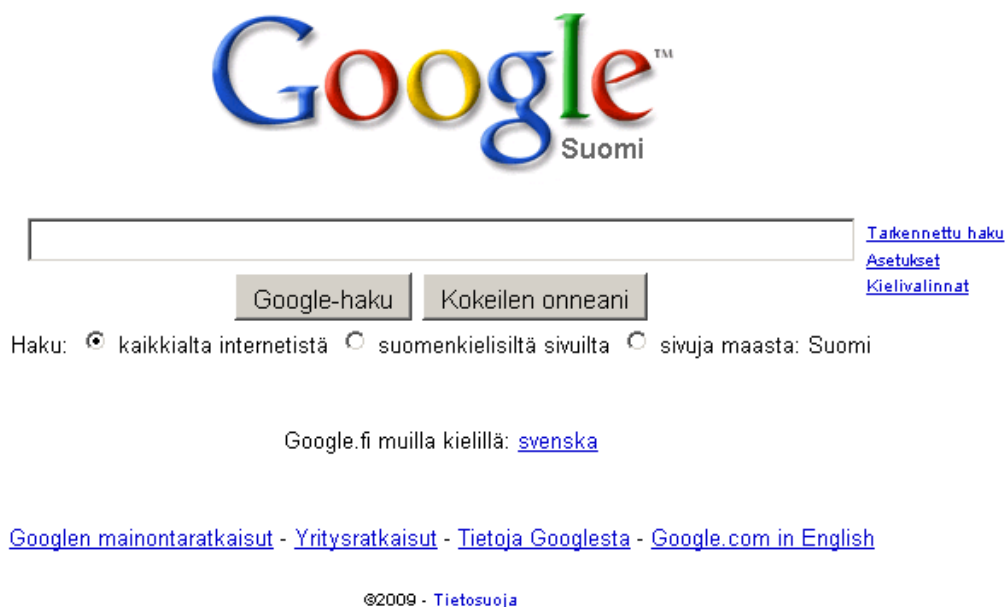 Google™
Suomi
Tarkennettu haku
Asetukset
Kielivalinnat
Google-haku Kokeilen onneani
Haku: kaikkialta internetistä suomenkielisiltä sivuilta sivuja maasta: Suomi
Google.fi muilla kielillä: svenska
Googlen mainontaratkaisut - Yritysratkaisut - Tietoja Googlesta - Google.com in English
©2009 - Tietosuoja